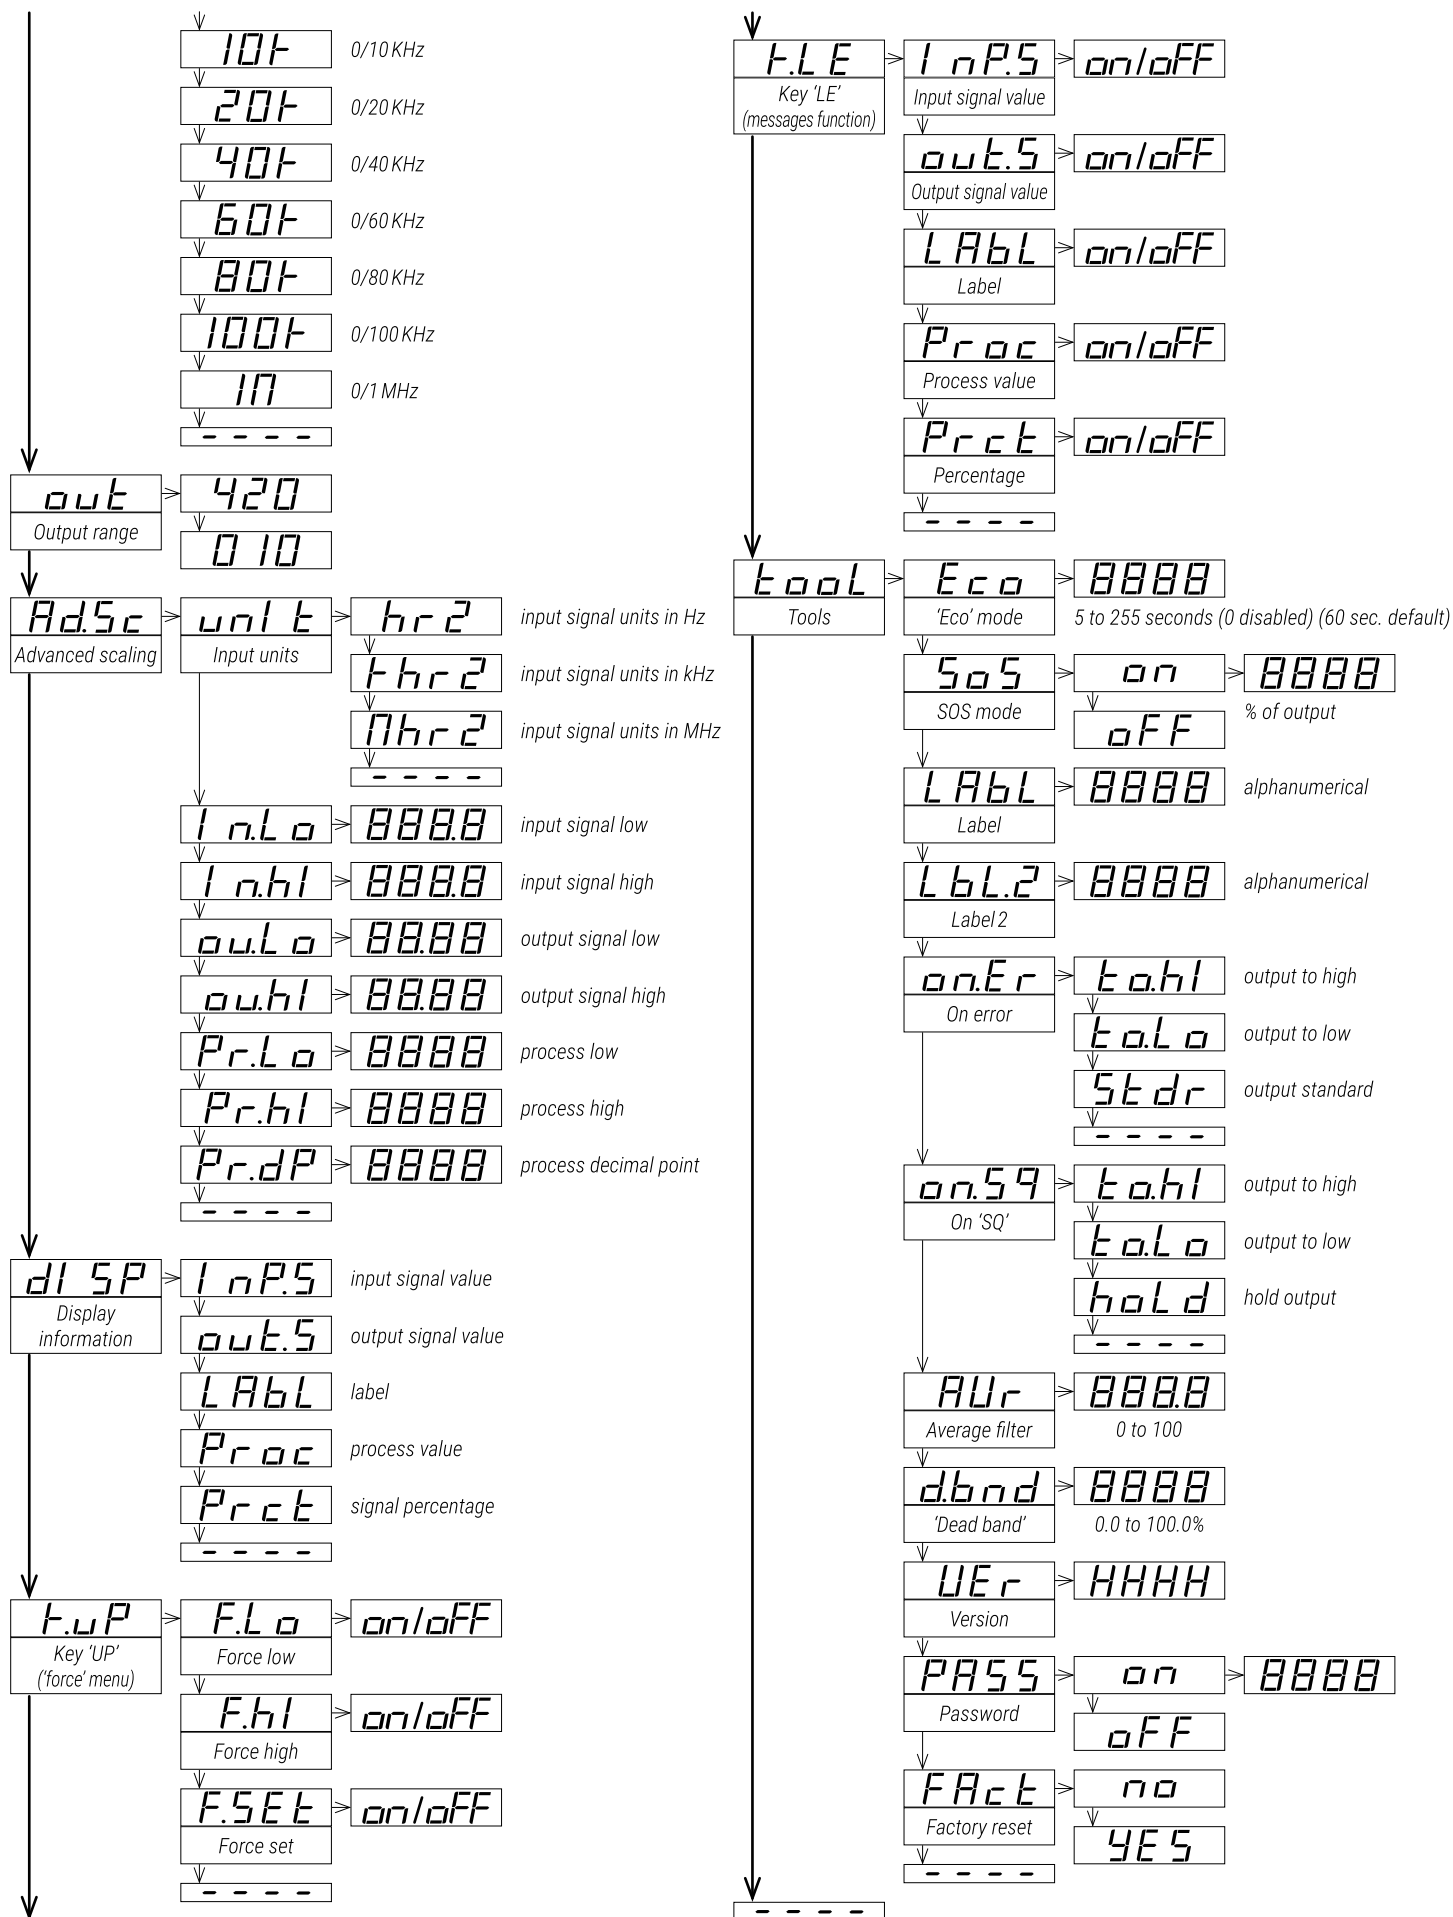 10k 0/10 KHz
20k 0/20 KHz
40k 0/40 KHz
60k 0/60 KHz
80k 0/80 KHz
100k 0/100 KHz
1M 0/1 MHz
----
out 420
Output range
010
Ad.Sc unIt hrZ input signal units in Hz
Advanced scaling Input units
khrZ input signal units in kHz
MhrZ input signal units in MHz
----
In.Lo 888.8 input signal low
In.hI 888.8 input signal high
ou.Lo 88.88 output signal low
ou.hI 88.88 output signal high
Pr.Lo 8888 process low
Pr.hI 8888 process high
Pr.dP 8888 process decimal point
----
dISP InP.S input signal value
Display
information
out.S output signal value
LAbL label
Proc process value
Prct signal percentage
----
k.uP F.Lo on/oFF
Key 'UP'
('force' menu)
Force low
F.hI on/oFF
Force high
F.SEt on/oFF
Force set
----
k.LE InP.S on/oFF
Key 'LE'
(messages function)
Input signal value
out.S on/oFF
Output signal value
LAbL on/oFF
Label
Proc on/oFF
Process value
Prct on/oFF
Percentage
----
tooL Eco 8888
Tools 'Eco' mode 5 to 255 seconds (0 disabled) (60 sec. default)
SoS on 8888
SOS mode % of output
oFF
LAbL 8888 alphanumerical
Label
LbL.2 8888 alphanumerical
Label 2
on.Er to.hI output to high
On error
to.Lo output to low
Stdr output standard
----
on.Sq to.hI output to high
On 'SQ'
to.Lo output to low
hoLd hold output
----
AVr 888.8
Average filter 0 to 100
d.bnd 8888
'Dead band' 0.0 to 100.0%
VEr HHHH
Version
PASS on 8888
Password
oFF
FAct no
Factory reset
YES
----
----